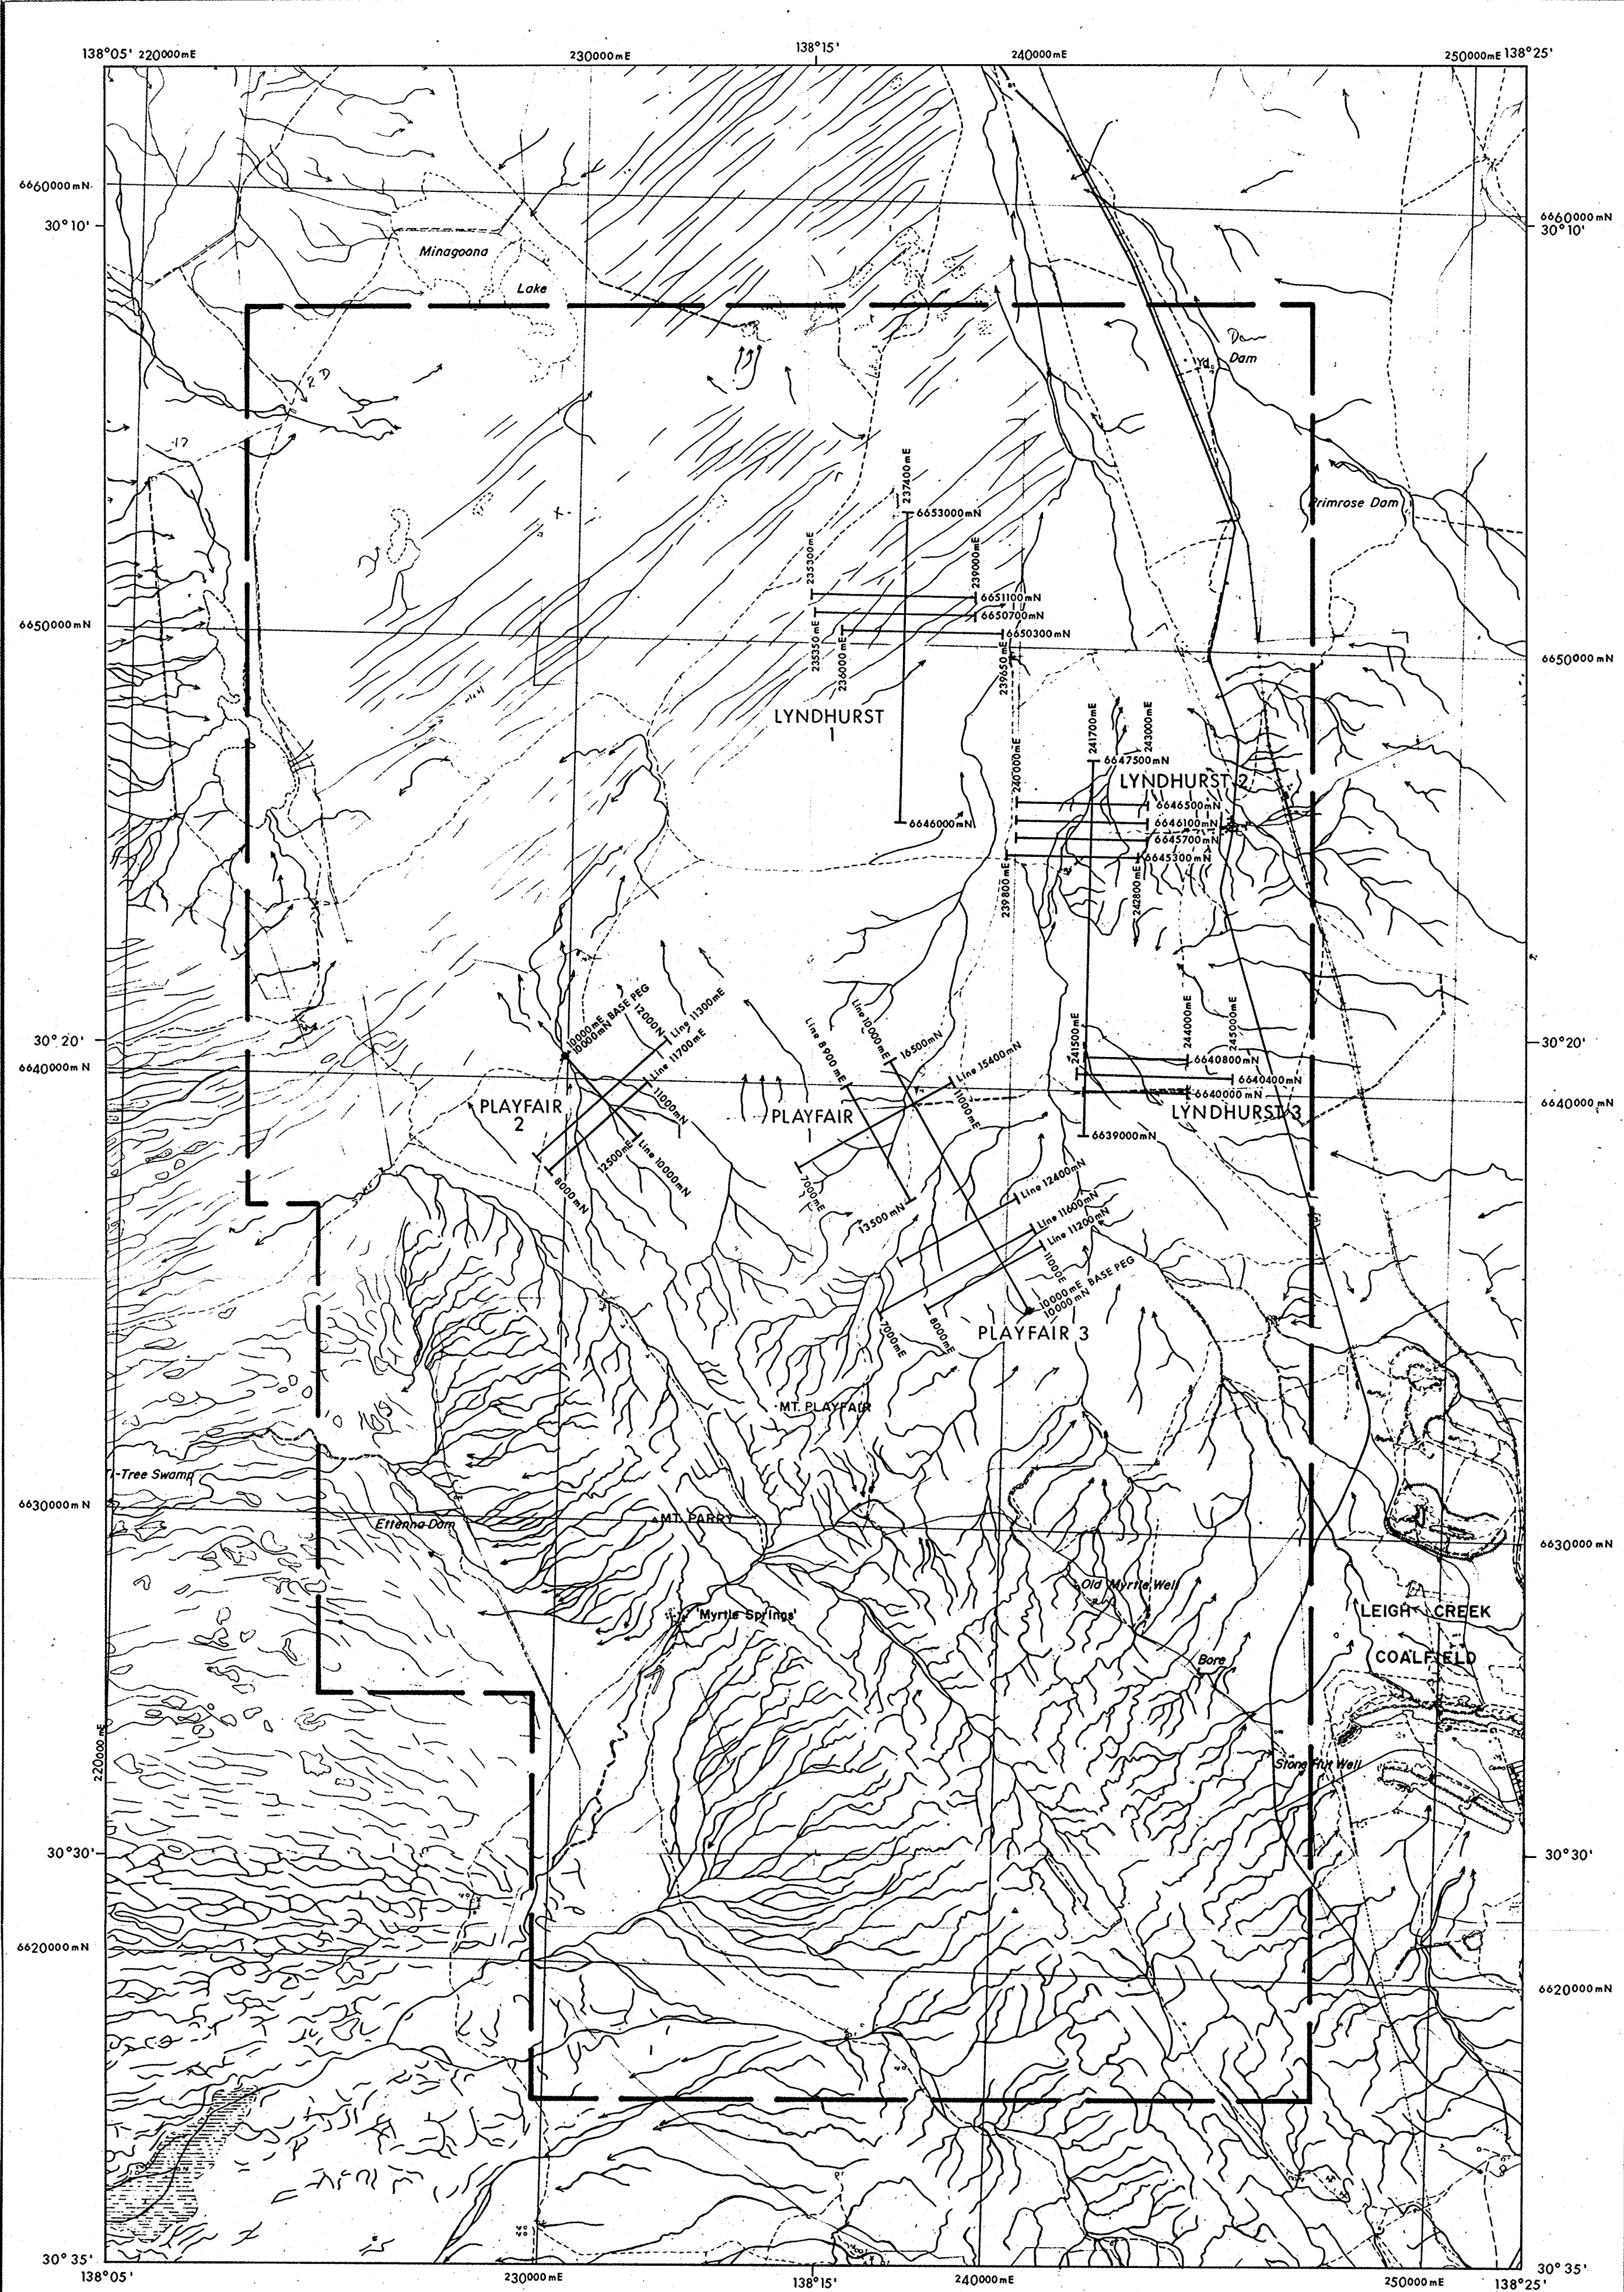 138°05' 220000mE
230000mE
138°15'
240000mE
250000mE 138°25'
6660000mN
30°10'
6660000mN
30°10'
Minagoona
Lake
Dam
Dam
Yd.
Primrose Dam
237400mE
6653000mN
235300mE
239000mE
6651100mN
6650700mN
6650300mN
6650000mN
6650000mN
235350mE
236000mE
239650mE
LYNDHURST
1
241700mE
243000mE
6647500mN
240000mE
LYNDHURST 2
6646500mN
6646100mN
6645700mN
6645300mN
6646000mN
239800mE
242800mE
10000mE BASE PEG
10000mN
12000N
Line 11300mE
Line 11700mE
11000mN
Line 8900mE
Line 10000mE
16500mN
Line 15400mN
11000mE
241500mE
244000mE
245000mE
6640800mN
6640400mN
6640000mN
LYNDHURST 3
6639000mN
30°20'
6640000mN
30°20'
6640000mN
PLAYFAIR
2
12500mE
Line 10000mN
8000mN
PLAYFAIR
1
7000mE
13500mN
Line 12400mN
Line 11600mN
Line 11200mN
11000E
10000mE BASE PEG
10000mN
7000mE
8000mE
PLAYFAIR 3
MT. PLAYFAIR
-Tree Swamp
6630000mN
Ettenna Dam
MT. PARRY
6630000mN
Old Myrtle Well
'Myrtle Springs'
LEIGH CREEK
COALFIELD
Bore
220000mE
Stone Hut Well
30°30'
30°30'
6620000mN
6620000mN
30°35'
138°05'
230000mE
138°15'
240000mE
250000mE
138°25'
30°35'